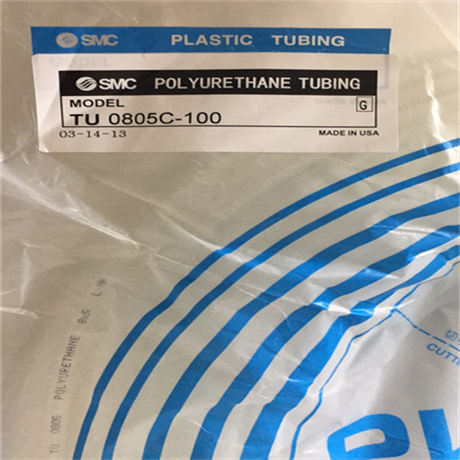 SMC PLASTIC TUBING
SMC POLYURETHANE TUBING
MODEL G
TU 0805C-100
03-14-13 MADE IN USA
TU 0805 POLYURETHANE 8x5
CUTT